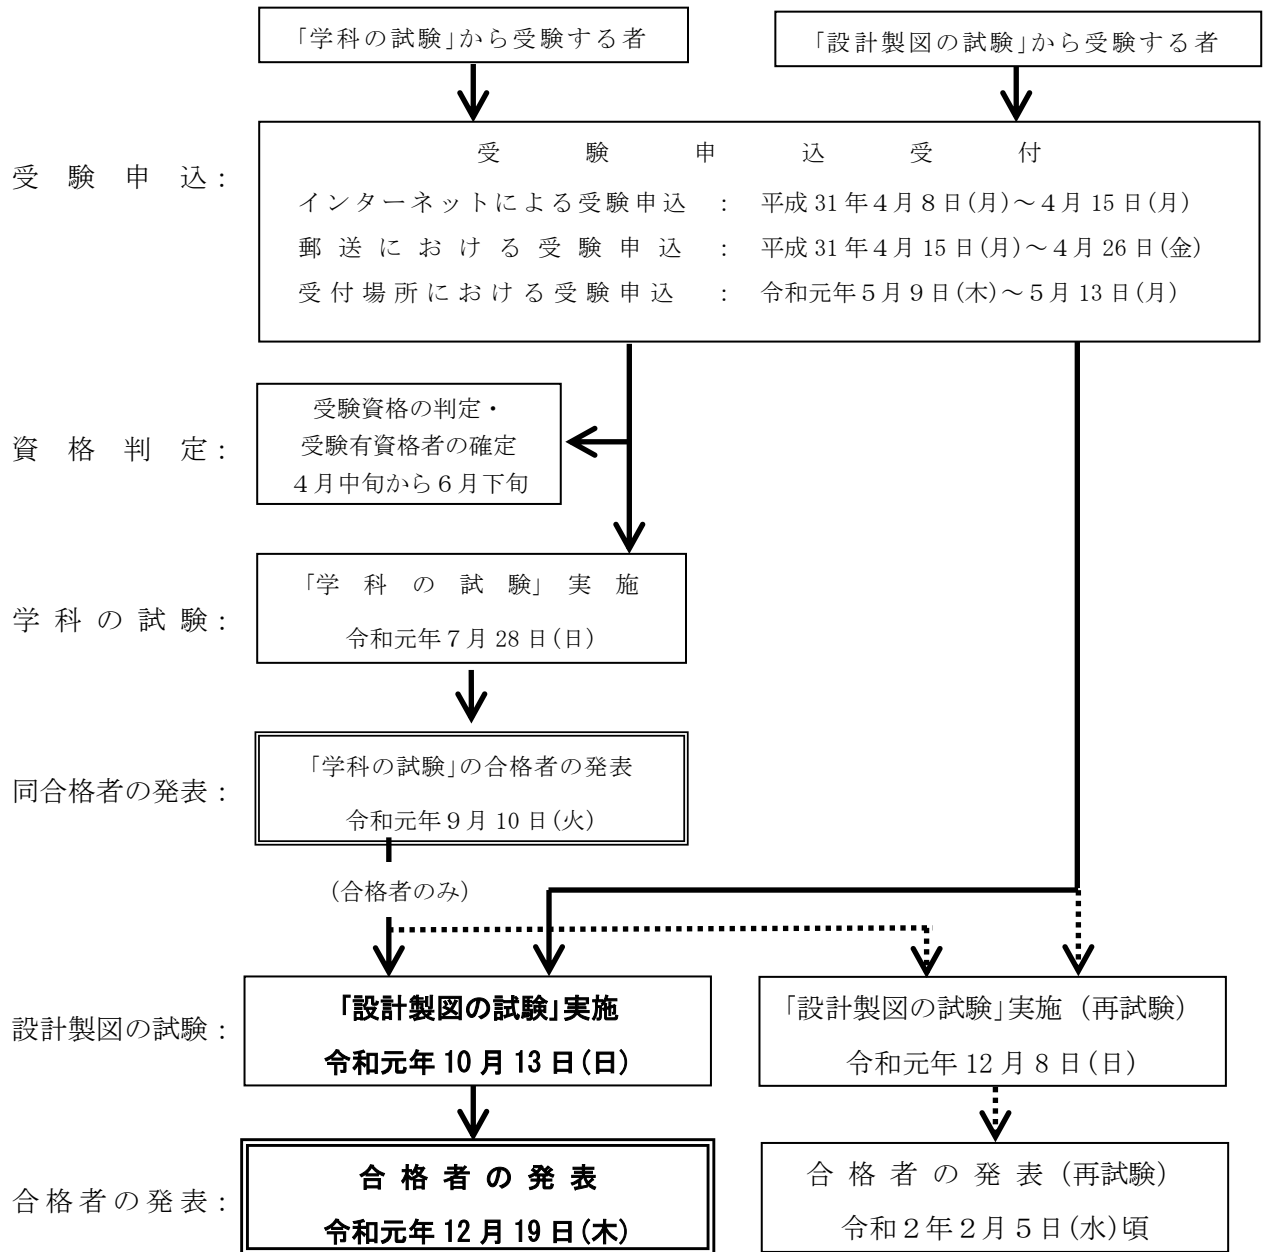 「学科の試験」から受験する者
「設計製図の試験」から受験する者
受験申込:
受験申込受付
インターネットによる受験申込 : 平成31年4月8日(月)~4月15日(月)
郵送における受験申込 : 平成31年4月15日(月)~4月26日(金)
受付場所における受験申込 : 令和元年5月9日(木)~5月13日(月)
資格判定:
受験資格の判定・
受験有資格者の確定
4月中旬から6月下旬
学科の試験:
「学科の試験」実施
令和元年7月28日(日)
同合格者の発表:
「学科の試験」の合格者の発表
令和元年9月10日(火)
(合格者のみ)
設計製図の試験:
「設計製図の試験」実施
令和元年10月13日(日)
「設計製図の試験」実施(再試験)
令和元年12月8日(日)
合格者の発表:
合格者の発表
令和元年12月19日(木)
合格者の発表(再試験)
令和2年2月5日(水)頃